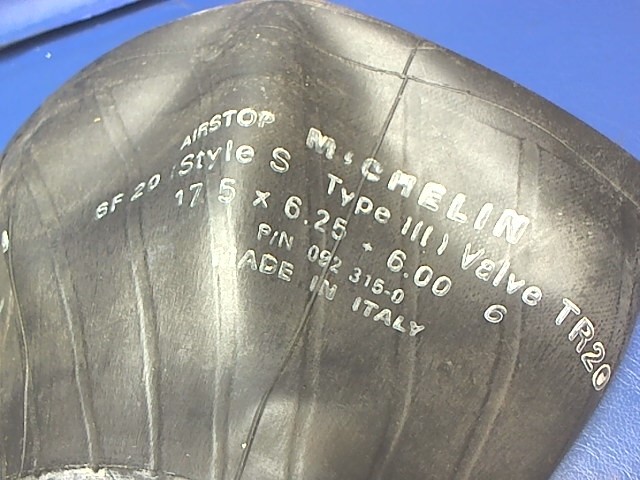 AIRSTOP MICHELIN
6F 20 (Style S Type III() Valve TR20
17.5 x 6.25 - 6.00 6
P/N 092 315-0
MADE IN ITALY